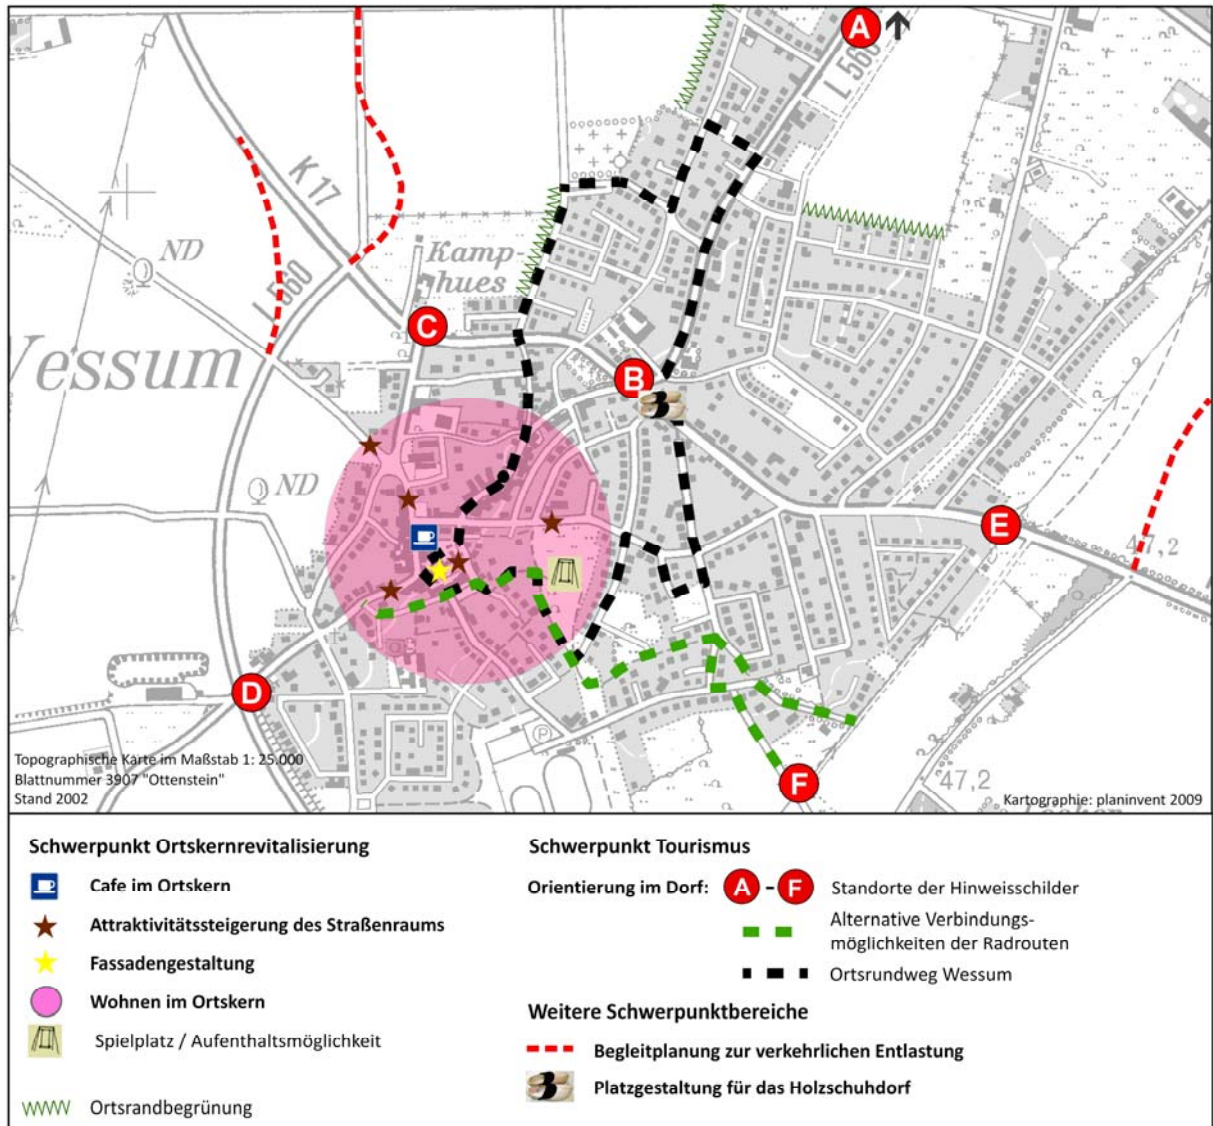 A
L 560
K 17
ND
Kamp-
hues
L 560
C
Wessum
B
ND
E
47,2
D
P
F
47,2
Topographische Karte im Maßstab 1: 25.000
Blattnummer 3907 "Ottenstein"
Stand 2002
Kartographie: planinvent 2009
Schwerpunkt Ortskernrevitalisierung
Cafe im Ortskern
Attraktivitätssteigerung des Straßenraums
Fassadengestaltung
Wohnen im Ortskern
Spielplatz / Aufenthaltsmöglichkeit
Ortsrandbegrünung
Schwerpunkt Tourismus
Orientierung im Dorf: A - F Standorte der Hinweisschilder
Alternative Verbindungs-
möglichkeiten der Radrouten
Ortsrundweg Wessum
Weitere Schwerpunktbereiche
Begleitplanung zur verkehrlichen Entlastung
Platzgestaltung für das Holzschuhdorf